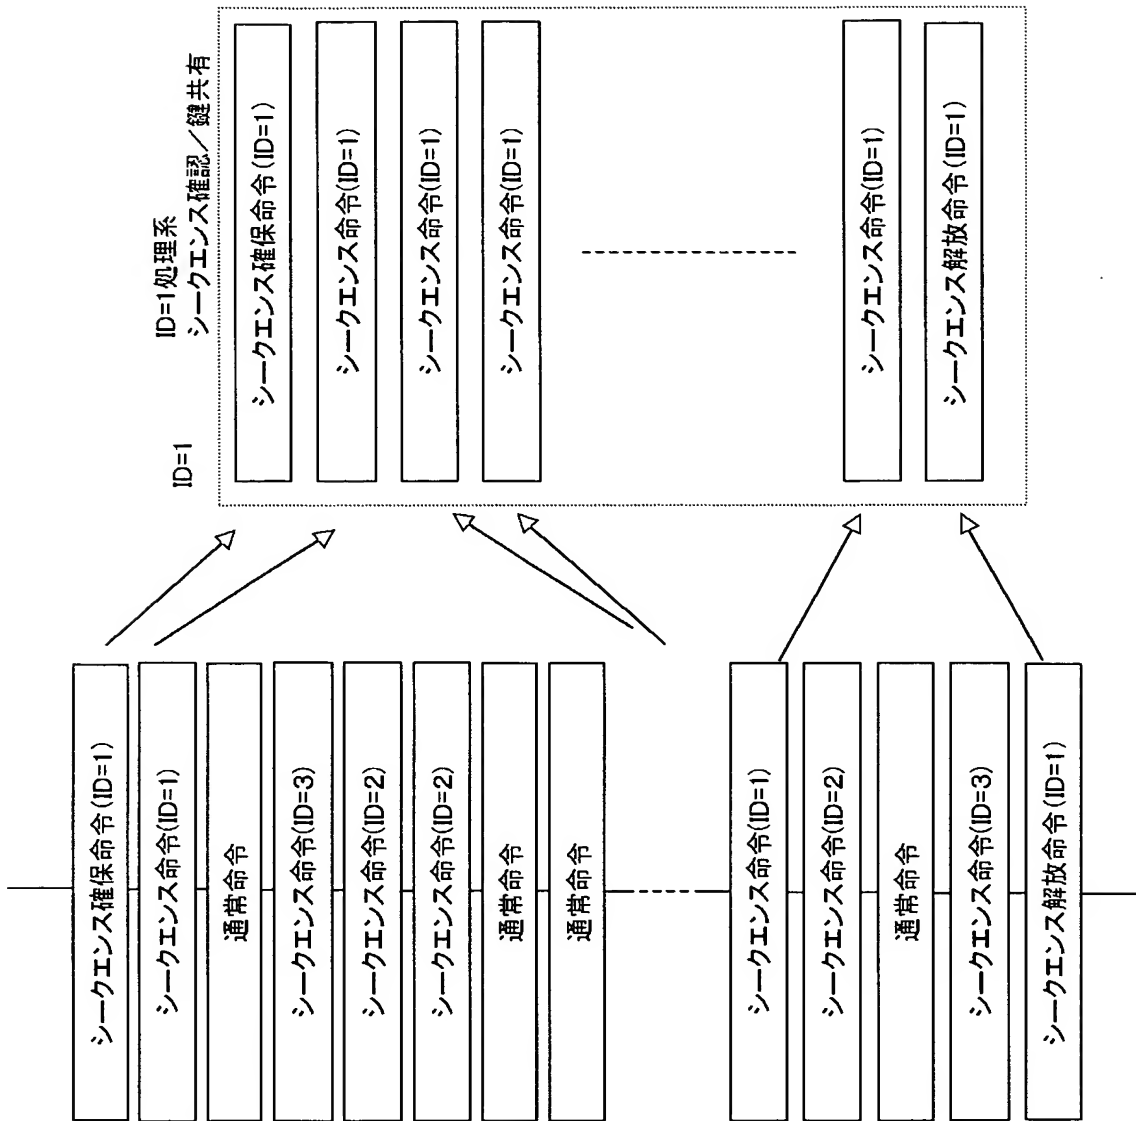 ID=1
ID=1処理系
シークエンス確認／鍵共有
シークエンス確保命令(ID=1)
シークエンス命令(ID=1)
シークエンス命令(ID=1)
シークエンス命令(ID=1)
シークエンス命令(ID=1)
シークエンス解放命令(ID=1)
シークエンス確保命令(ID=1)
シークエンス命令(ID=1)
通常命令
シークエンス命令(ID=3)
シークエンス命令(ID=2)
シークエンス命令(ID=2)
通常命令
通常命令
シークエンス命令(ID=1)
シークエンス命令(ID=2)
通常命令
シークエンス命令(ID=3)
シークエンス解放命令(ID=1)